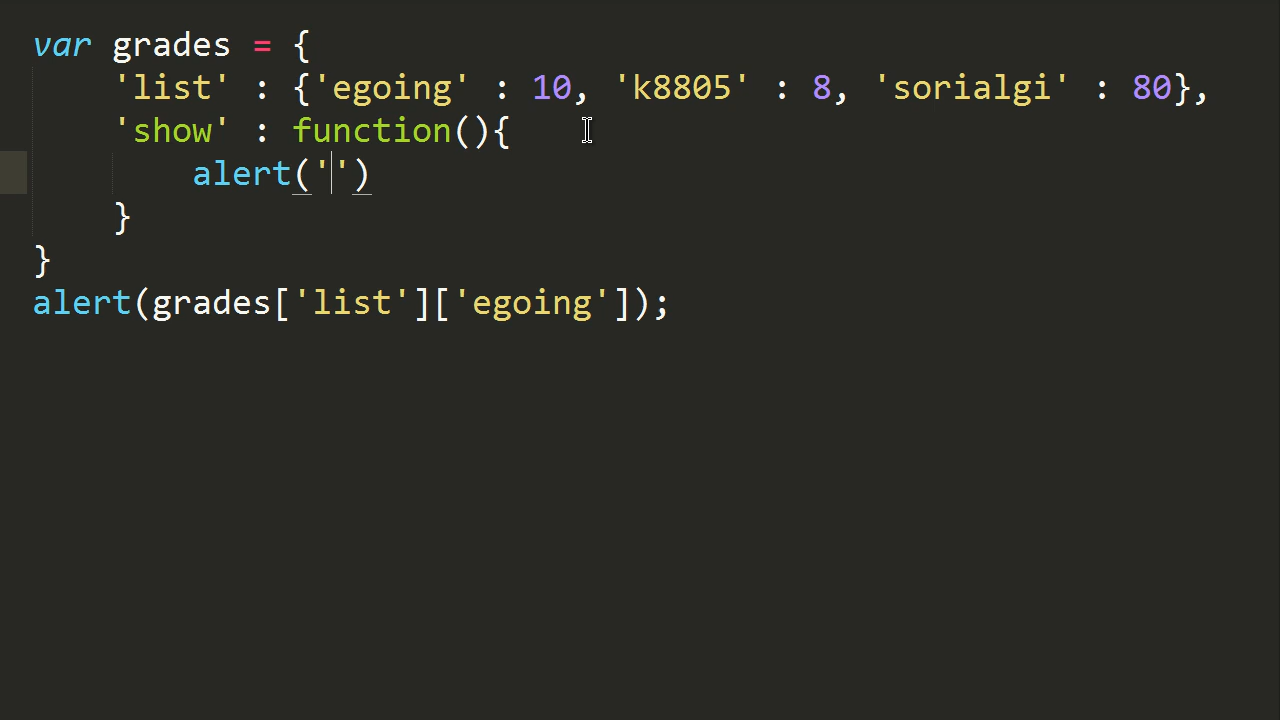 var grades = {
'list' : {'egoing' : 10, 'k8805' : 8, 'sorialgi' : 80},
'show' : function(){
alert('')
}
}
alert(grades['list']['egoing']);